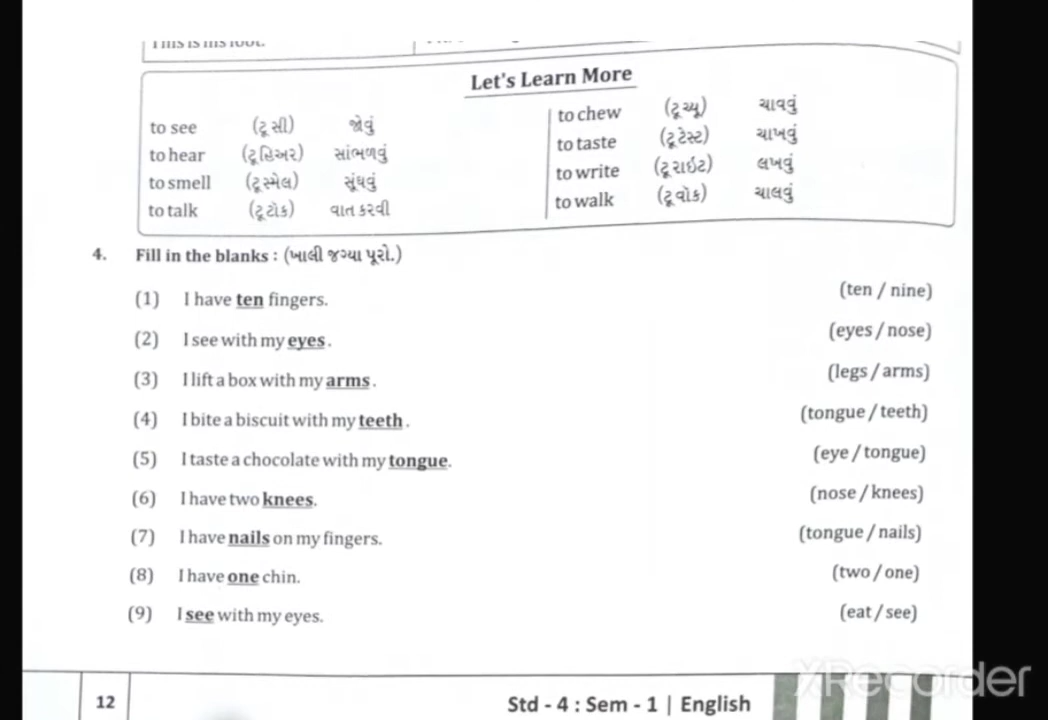 This is his foot.
Let's Learn More
to see (ટૂ સી) જોવું
to hear (ટૂ હિઅર) સાંભળવું
to smell (ટૂ સ્મેલ) સૂંઘવું
to talk (ટૂ ટોક) વાત કરવી
to chew (ટૂ ચ્યૂ) ચાવવું
to taste (ટૂ ટેસ્ટ) ચાખવું
to write (ટૂ રાઇટ) લખવું
to walk (ટૂ વૉક) ચાલવું
4. Fill in the blanks : (ખાલી જગ્યા પૂરો.)
(1) I have ten fingers. (ten / nine)
(2) I see with my eyes . (eyes / nose)
(3) I lift a box with my arms . (legs / arms)
(4) I bite a biscuit with my teeth . (tongue / teeth)
(5) I taste a chocolate with my tongue. (eye / tongue)
(6) I have two knees. (nose / knees)
(7) I have nails on my fingers. (tongue / nails)
(8) I have one chin. (two / one)
(9) I see with my eyes. (eat / see)
12 Std - 4 : Sem - 1 | English
XRecorder